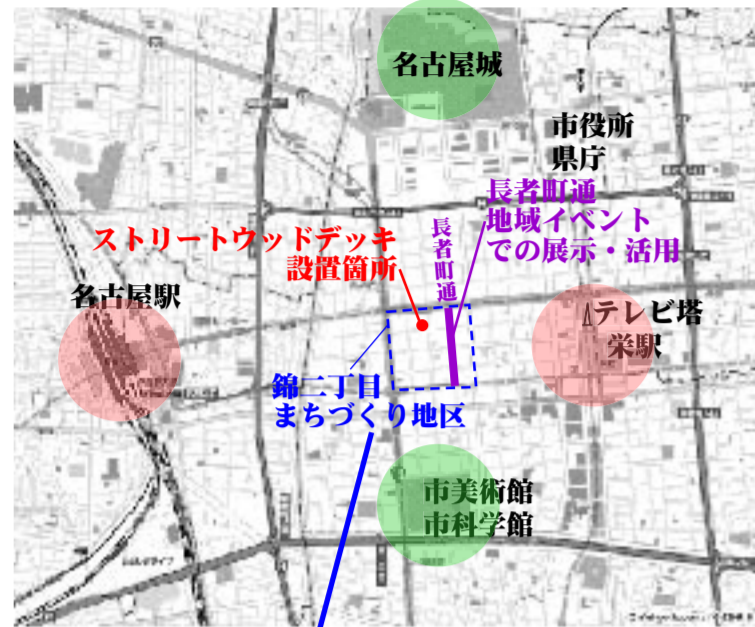 名古屋城
市役所
県庁
長者町通
地域イベント
での展示・活用
長者町通
ストリートウッドデッキ
設置箇所
名古屋駅
テレビ塔
栄駅
錦二丁目
まちづくり地区
市美術館
市科学館